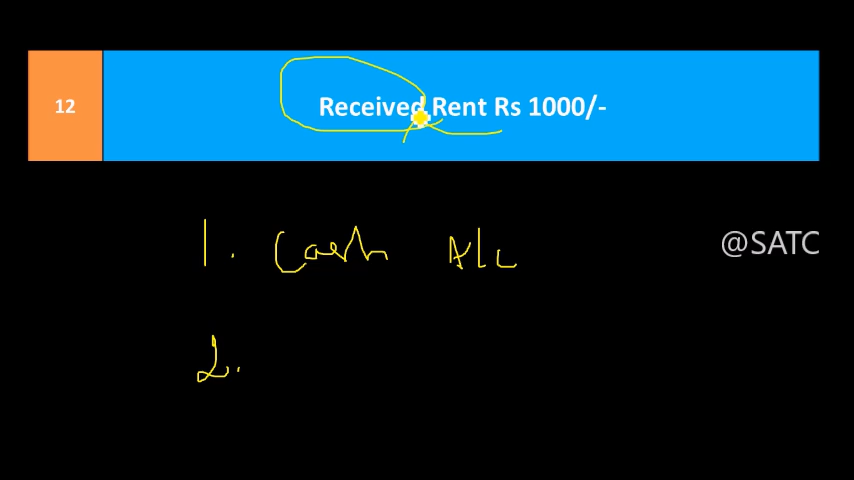 12
Received Rent Rs 1000/-
1. Cash A/c
@SATC
2.